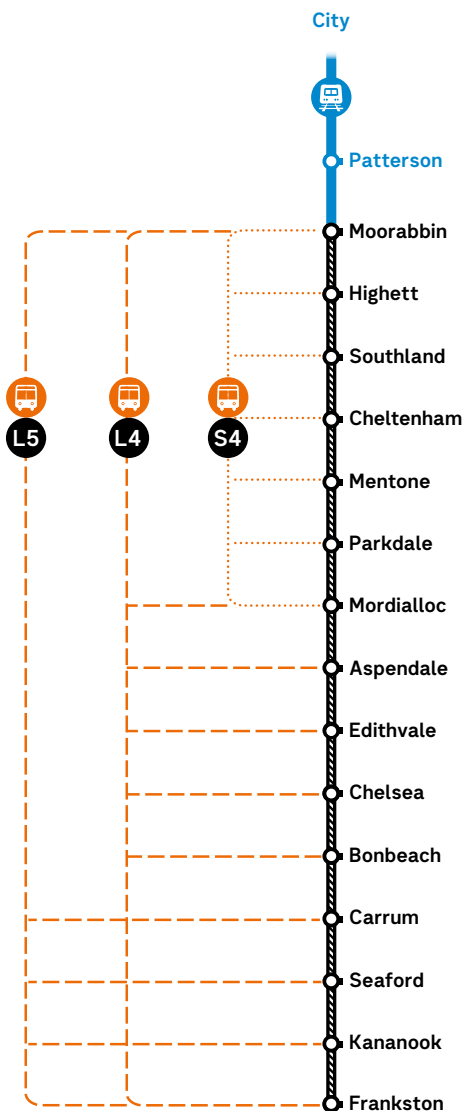 City
Patterson
Moorabbin
Highett
Southland
Cheltenham
L5
L4
S4
Mentone
Parkdale
Mordialloc
Aspendale
Edithvale
Chelsea
Bonbeach
Carrum
Seaford
Kananook
Frankston